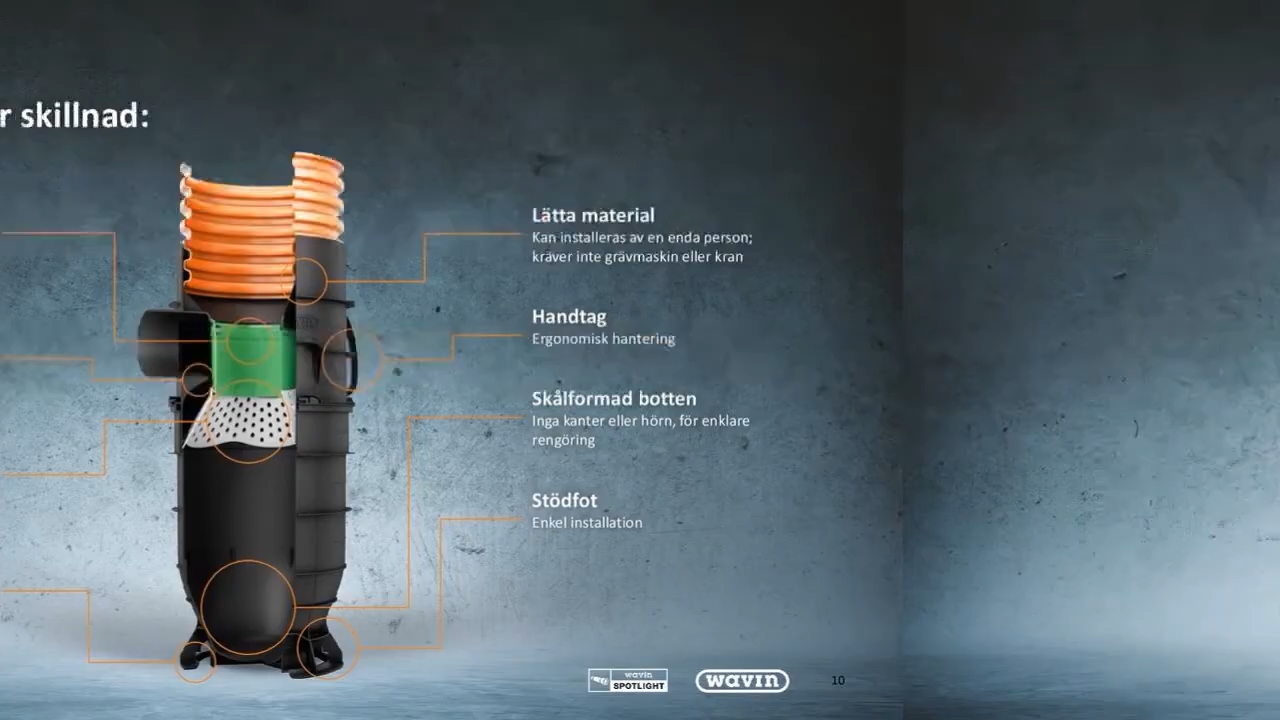 r skillnad:
Lätta material
Kan installeras av en enda person;
kräver inte grävmaskin eller kran
Handtag
Ergonomisk hantering
Skålformad botten
Inga kanter eller hörn, för enklare
rengöring
Stödfot
Enkel installation
wavin
SPOTLIGHT
wavin
10